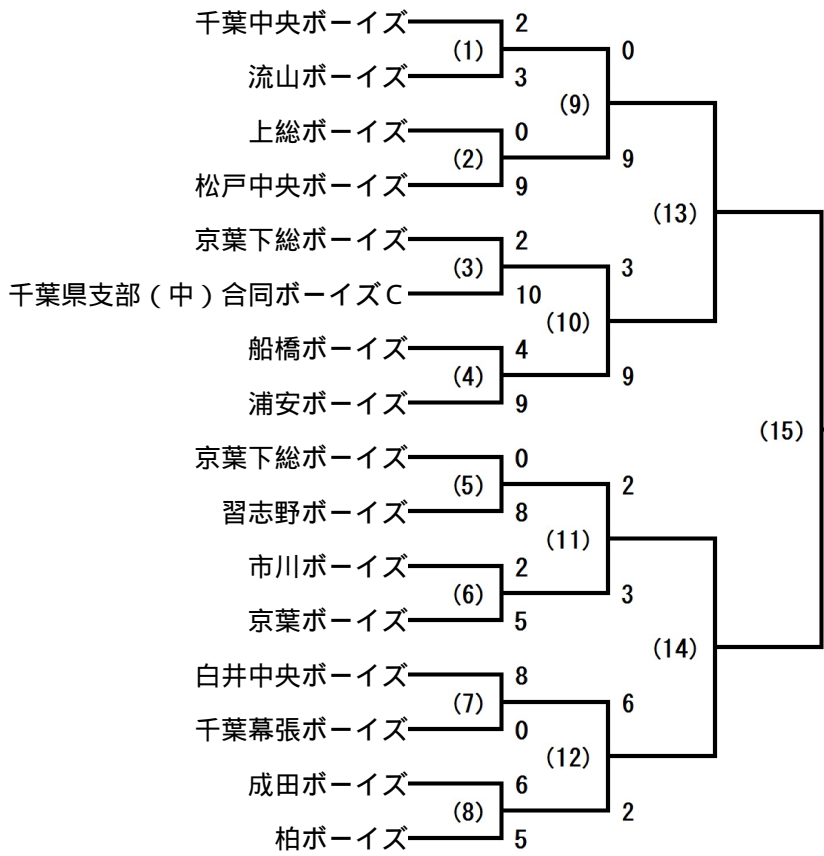 千葉中央ボーイズ 2
(1) 0
流山ボーイズ 3
(9)
上総ボーイズ 0
(2) 9
松戸中央ボーイズ 9
(13)
京葉下総ボーイズ 2
(3) 3
千葉県支部(中)合同ボーイズC 10
(10)
船橋ボーイズ 4
(4) 9
浦安ボーイズ 9
(15)
京葉下総ボーイズ 0
(5) 2
習志野ボーイズ 8
(11)
市川ボーイズ 2
(6) 3
京葉ボーイズ 5
(14)
白井中央ボーイズ 8
(7) 6
千葉幕張ボーイズ 0
(12)
成田ボーイズ 6
(8) 2
柏ボーイズ 5